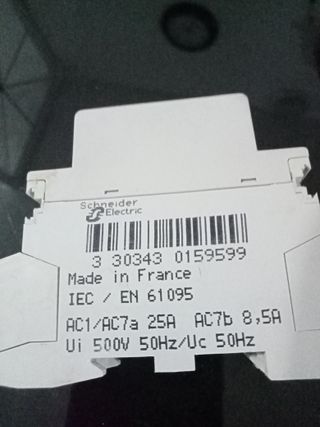 Schneider
Electric
3 30343 0159599
Made in France
IEC / EN 61095
AC1/AC7a 25A AC7b 8,5A
Ui 500V 50Hz/Uc 50Hz